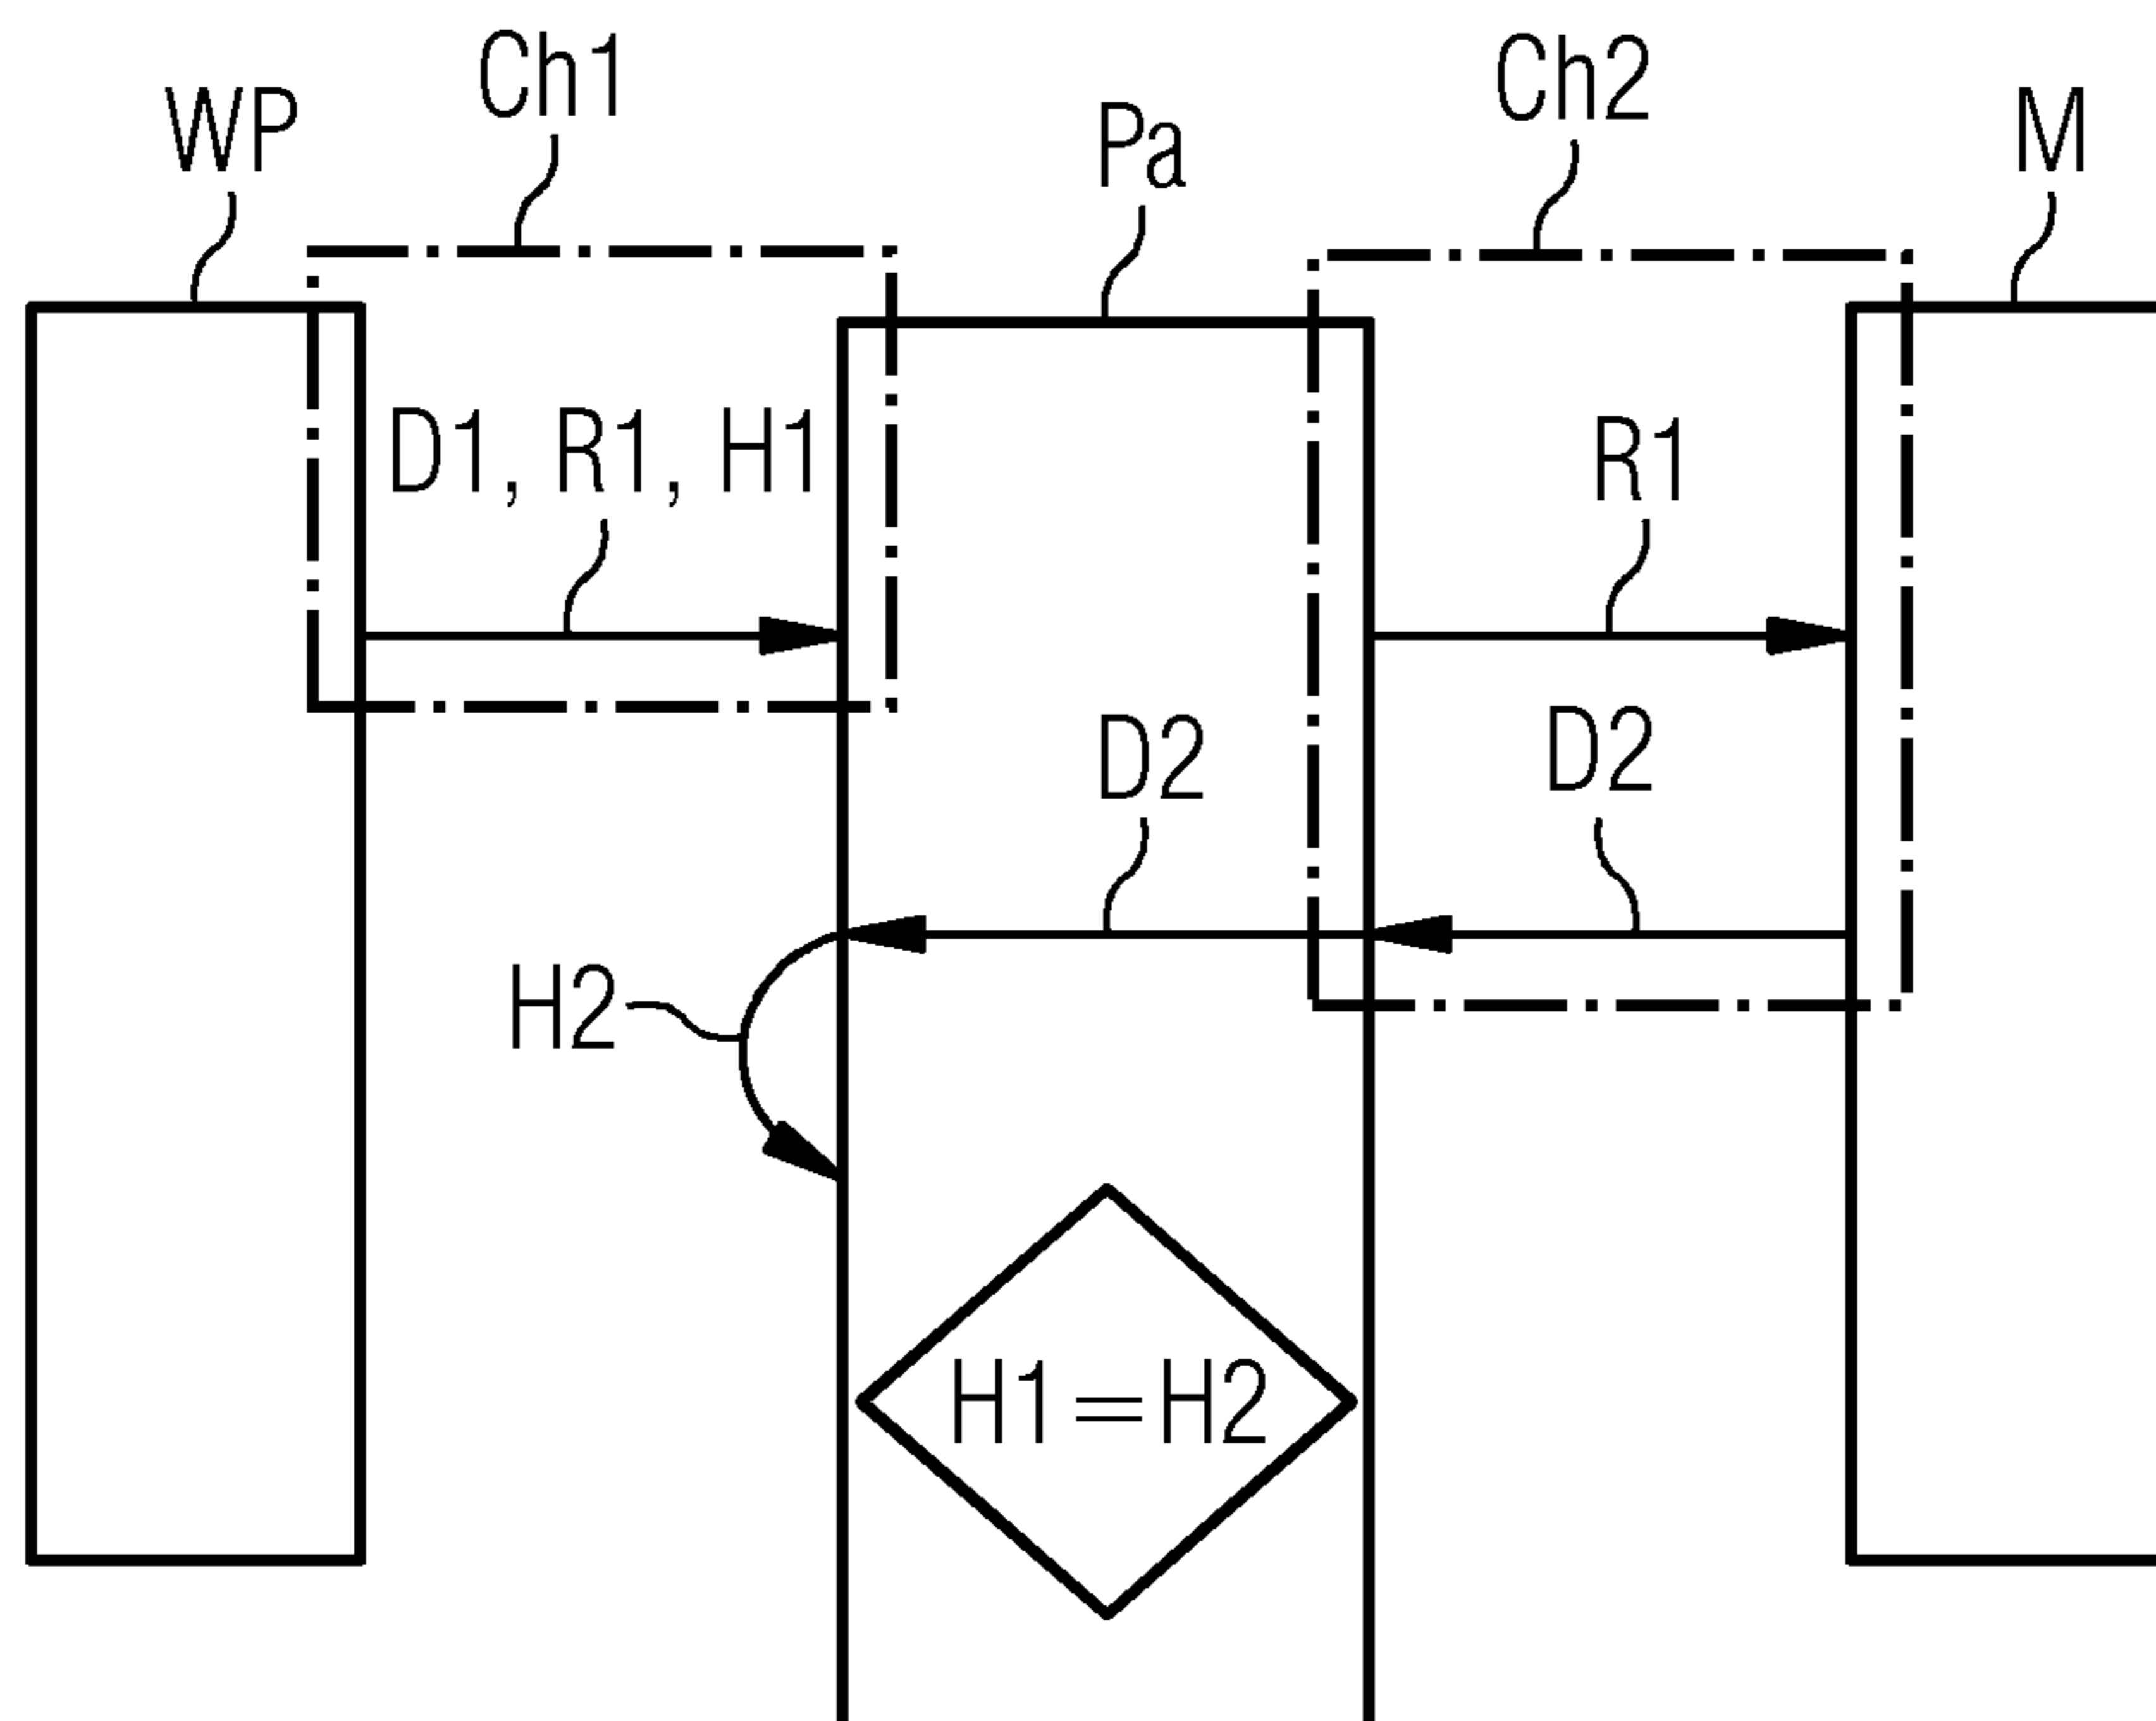 Ch1
Ch2
WP
Pa
M
D1, R1, H1
R1
D2
D2
H2
H1=H2